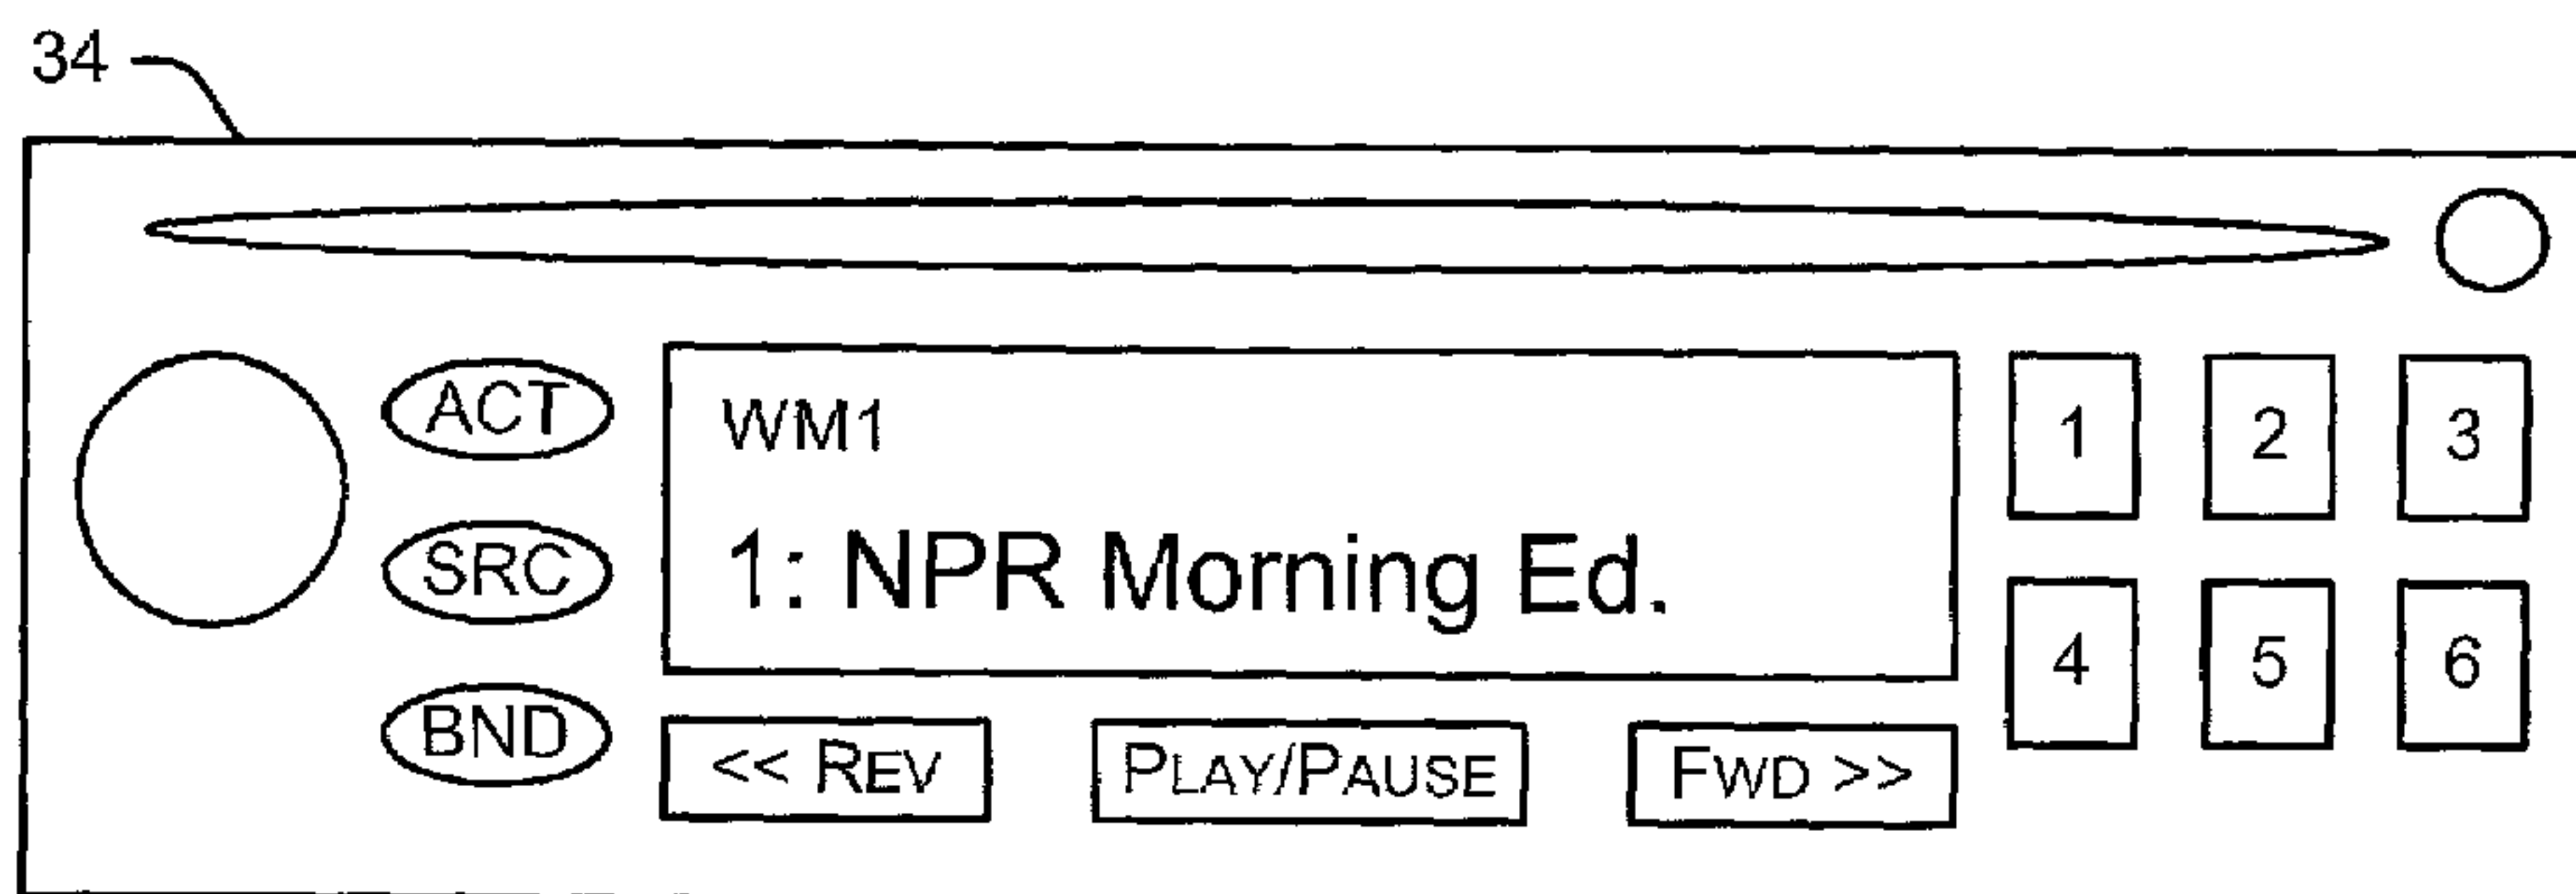 34
ACT
SRC
BND
WM1
1: NPR Morning Ed.
<< REV
PLAY/PAUSE
FWD >>
1 2 3
4 5 6